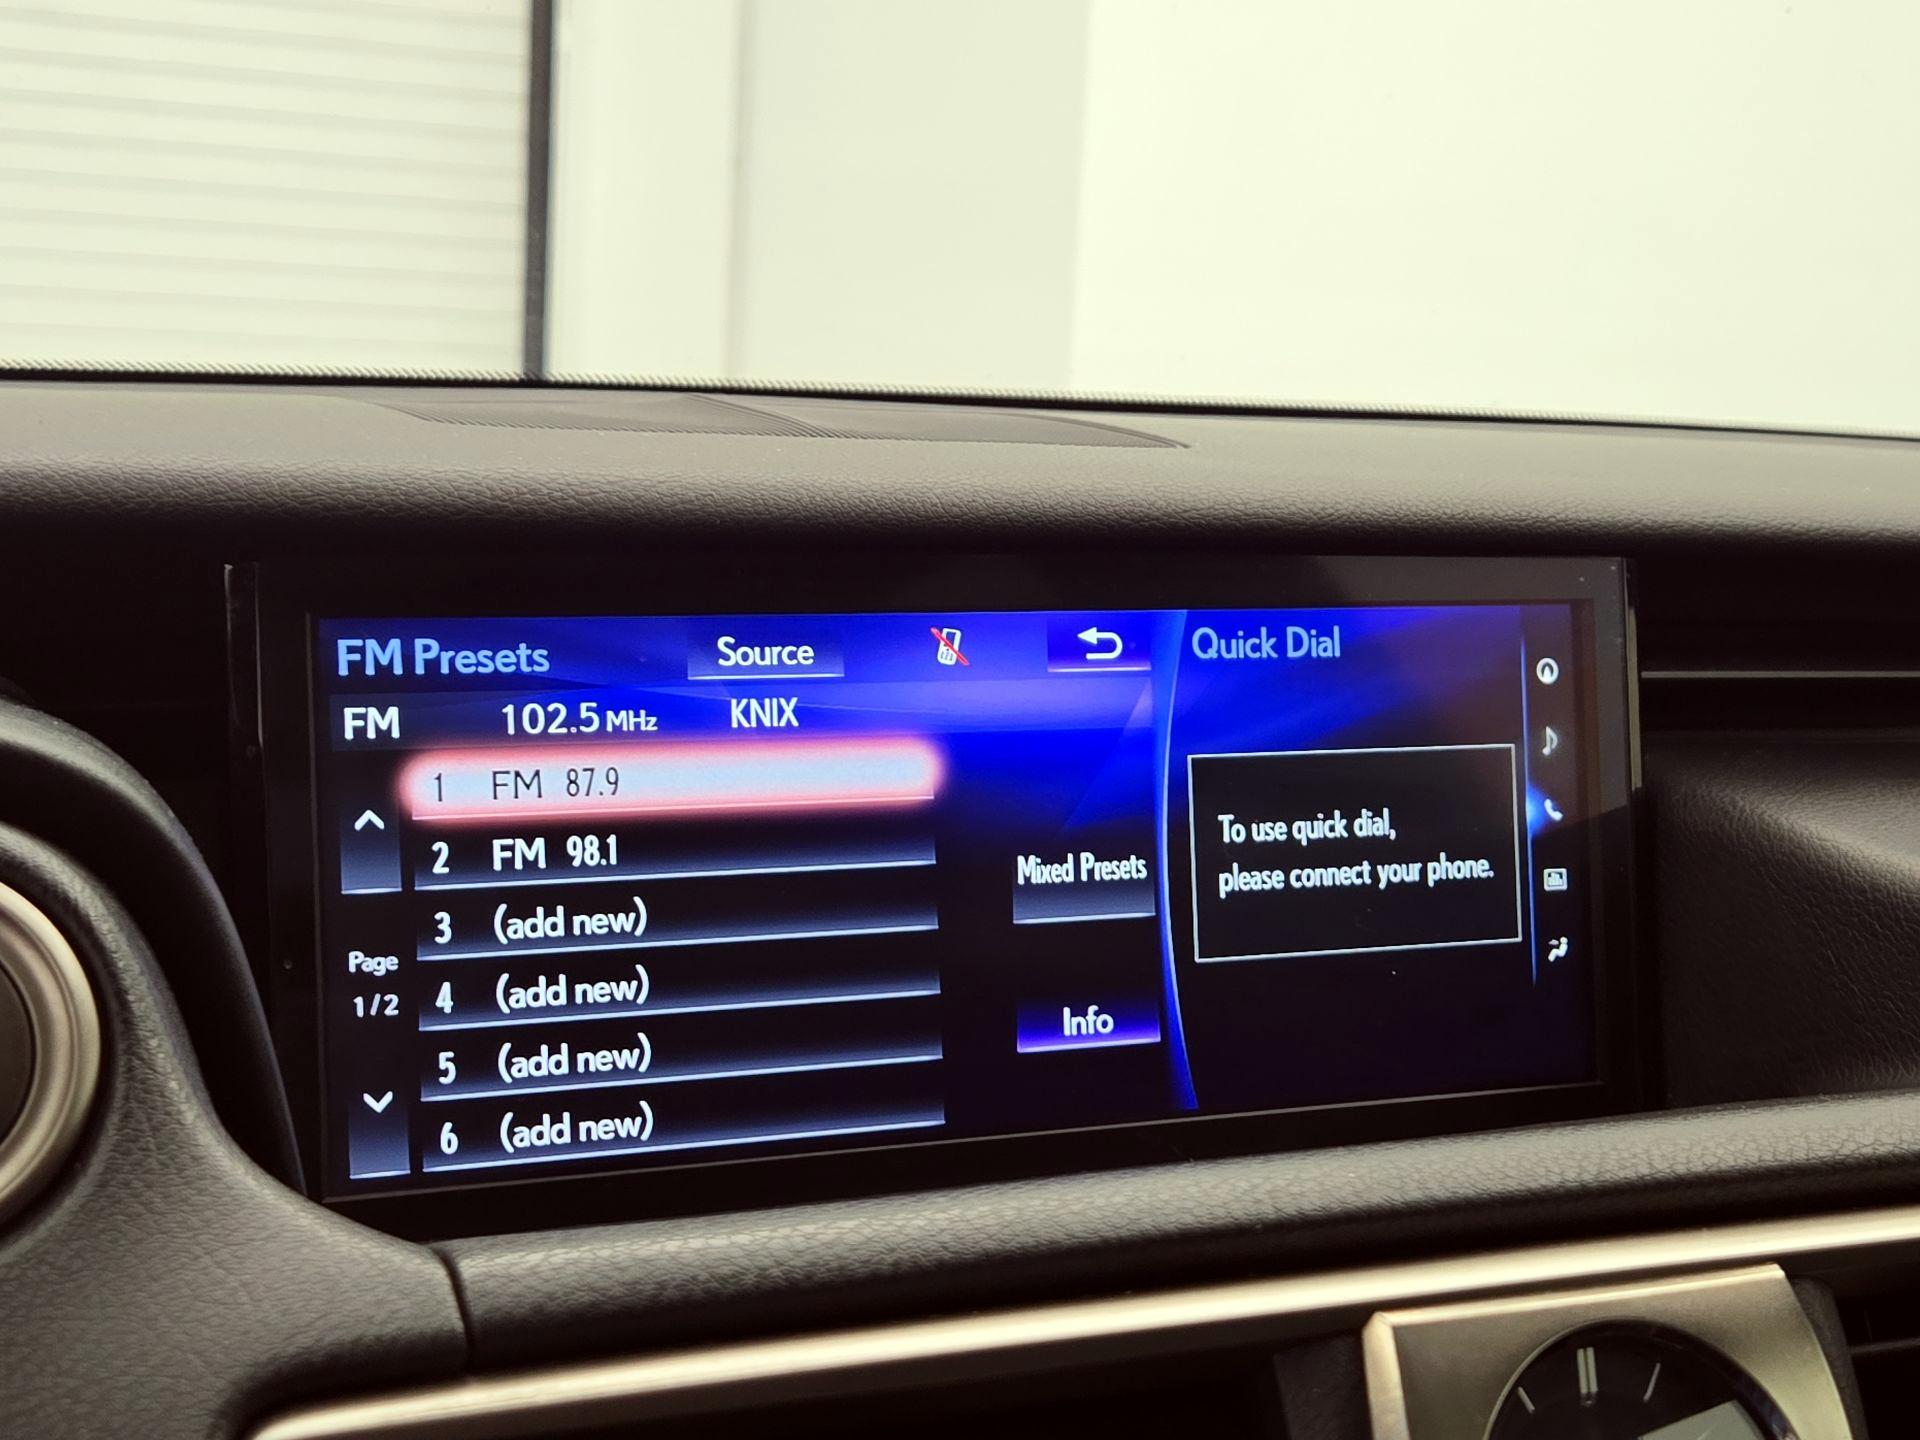 FM Presets
Source
Quick Dial
FM 102.5 MHz KNIX
1 FM 87.9
2 FM 98.1
3 (add new)
4 (add new)
5 (add new)
6 (add new)
Page
1/2
Mixed Presets
Info
To use quick dial,
please connect your phone.